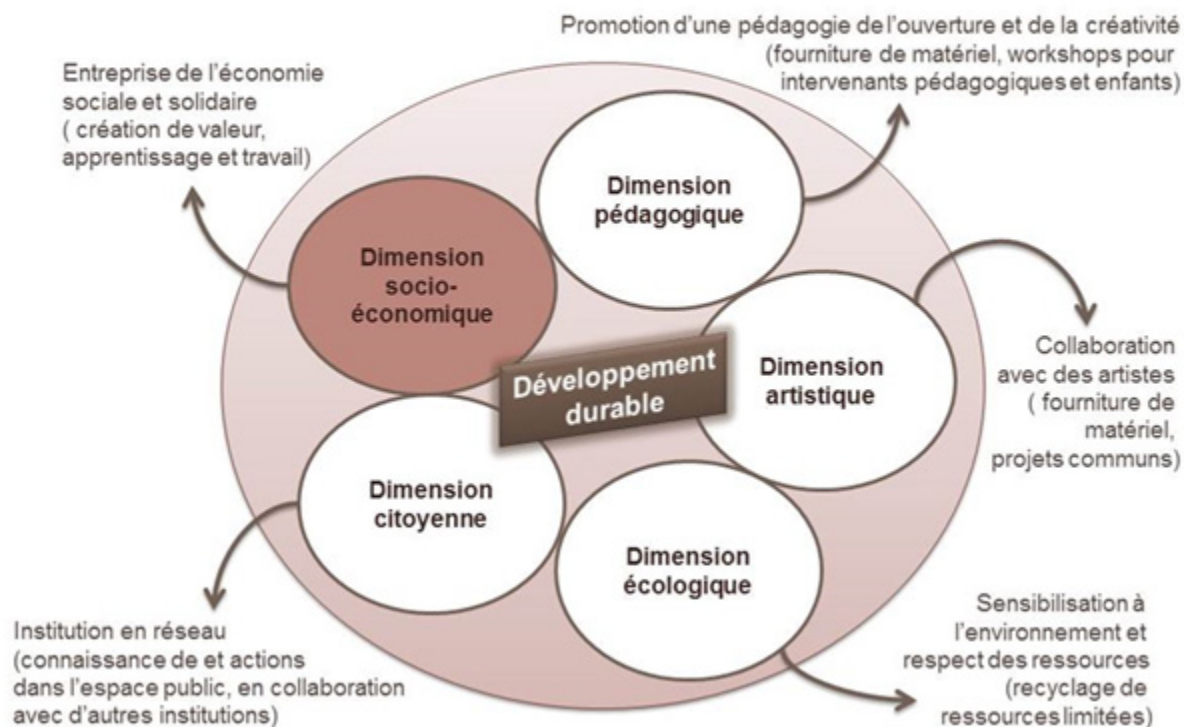 Promotion d'une pédagogie de l'ouverture et de la créativité
(fourniture de matériel, workshops pour
intervenants pédagogiques et enfants)
Entreprise de l'économie
sociale et solidaire
( création de valeur,
apprentissage et travail)
Dimension
pédagogique
Dimension
socio-
économique
Développement
durable
Dimension
artistique
Collaboration
avec des artistes
( fourniture de
matériel,
projets communs)
Dimension
citoyenne
Dimension
écologique
Institution en réseau
(connaissance de et actions
dans l'espace public, en collaboration
avec d'autres institutions)
Sensibilisation à
l'environnement et
respect des ressources
(recyclage de
ressources limitées)